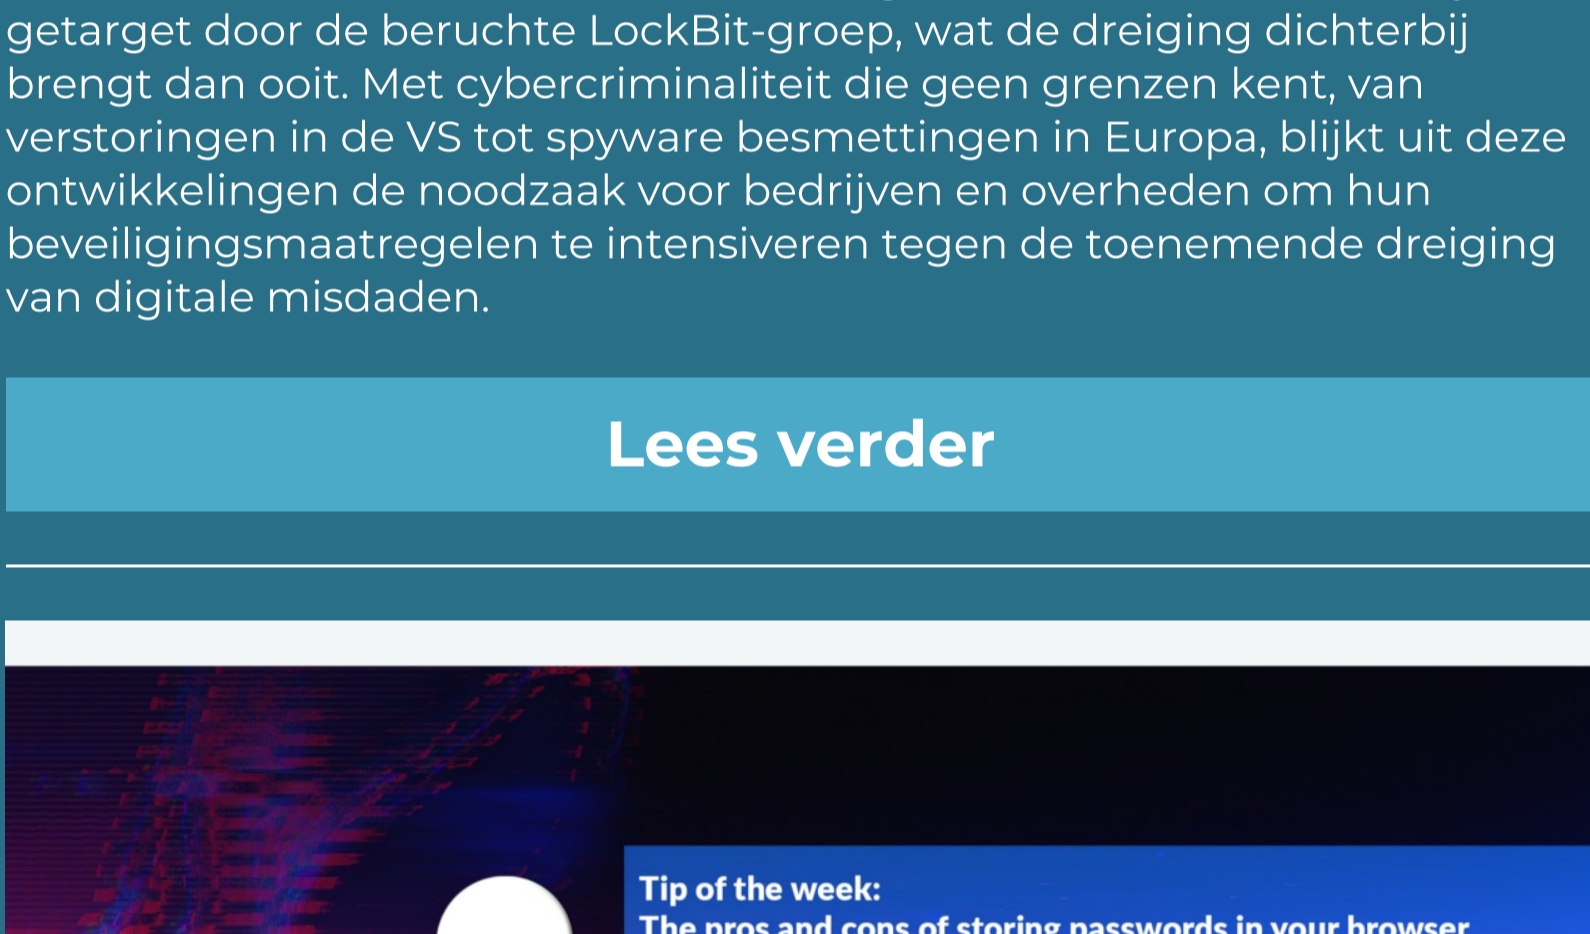 getarget door de beruchte LockBit-groep, wat de dreiging dichterbij
brengt dan ooit. Met cybercriminaliteit die geen grenzen kent, van
verstoringen in de VS tot spyware besmettingen in Europa, blijkt uit deze
ontwikkelingen de noodzaak voor bedrijven en overheden om hun
beveiligingsmaatregelen te intensiveren tegen de toenemende dreiging
van digitale misdaden.
Lees verder
Tip of the week:
The pros and cons of storing passwords in your browser